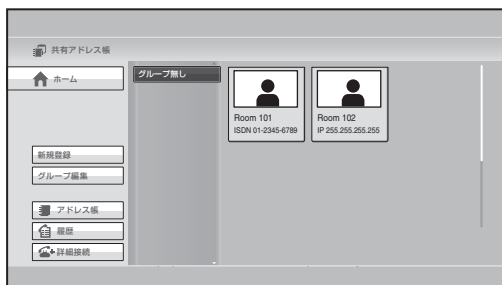 共有アドレス帳
ホーム
新規登録
グループ編集
アドレス帳
履歴
詳細接続
グループ無し
Room 101
ISDN 01-2345-6789
Room 102
IP 255.255.255.255